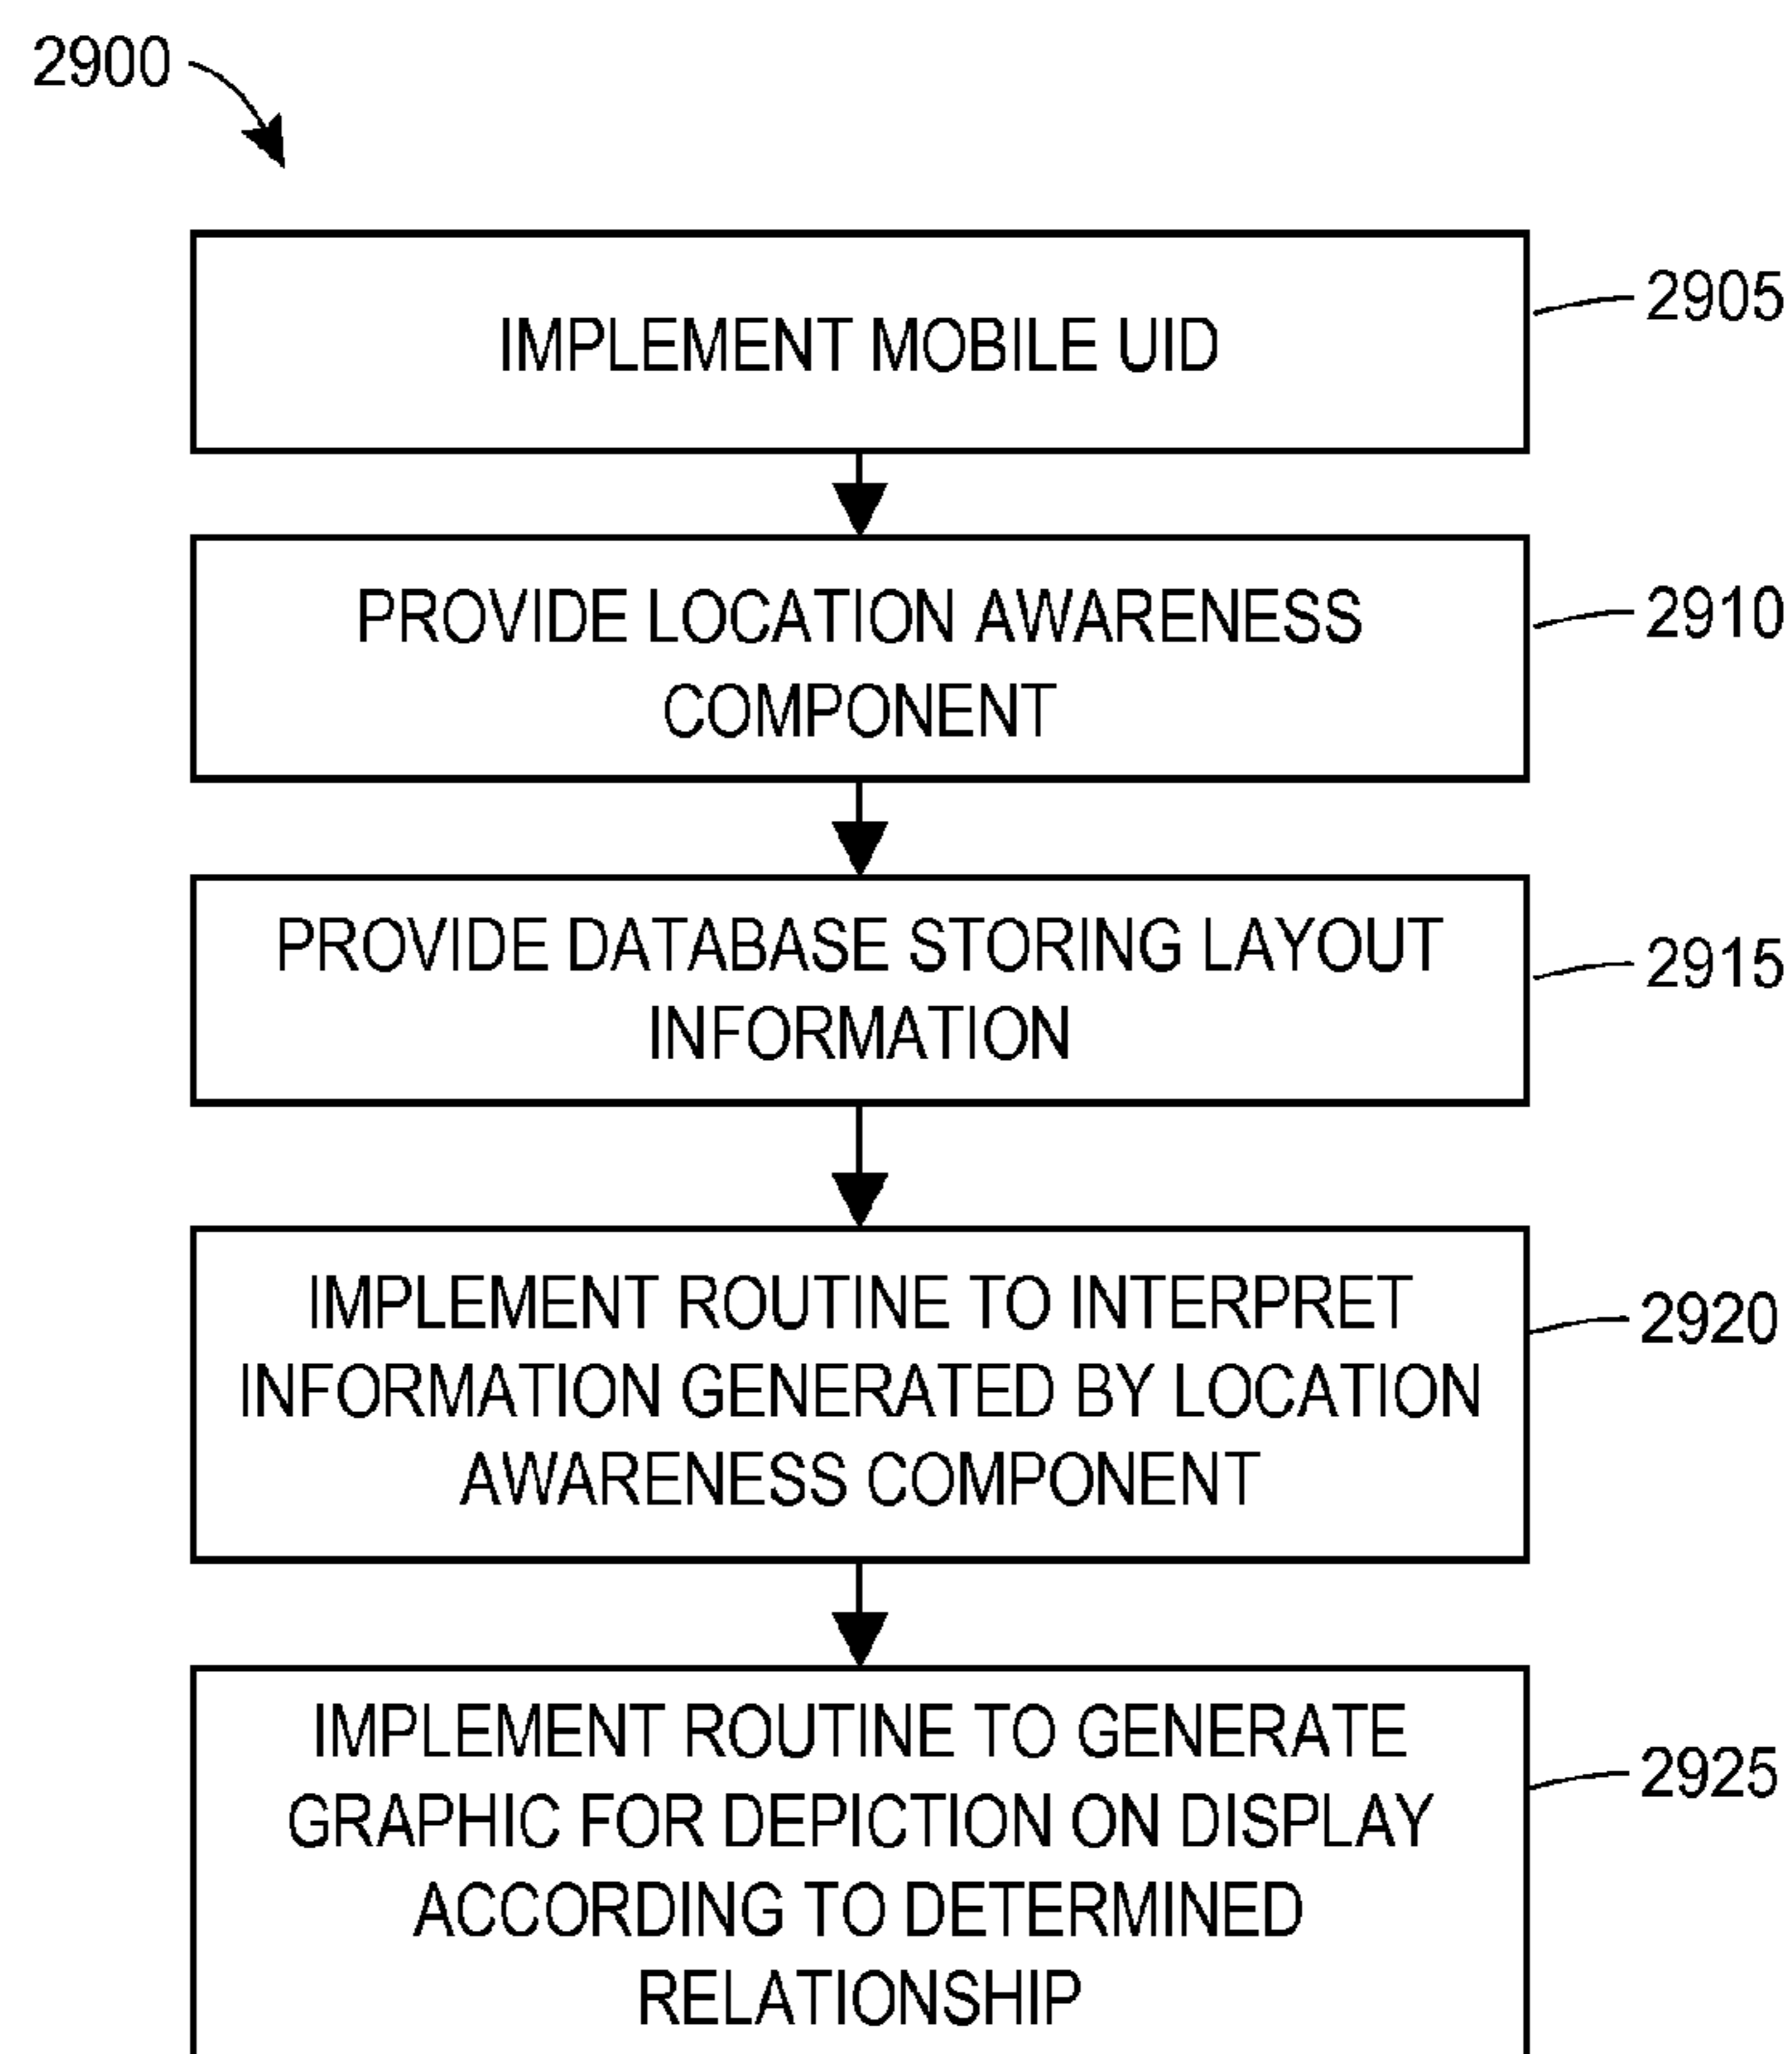 2900
IMPLEMENT MOBILE UID
2905
PROVIDE LOCATION AWARENESS
COMPONENT
2910
PROVIDE DATABASE STORING LAYOUT
INFORMATION
2915
IMPLEMENT ROUTINE TO INTERPRET
INFORMATION GENERATED BY LOCATION
AWARENESS COMPONENT
2920
IMPLEMENT ROUTINE TO GENERATE
GRAPHIC FOR DEPICTION ON DISPLAY
ACCORDING TO DETERMINED
RELATIONSHIP
2925